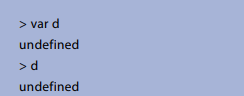 > var d
undefined
> d
undefined